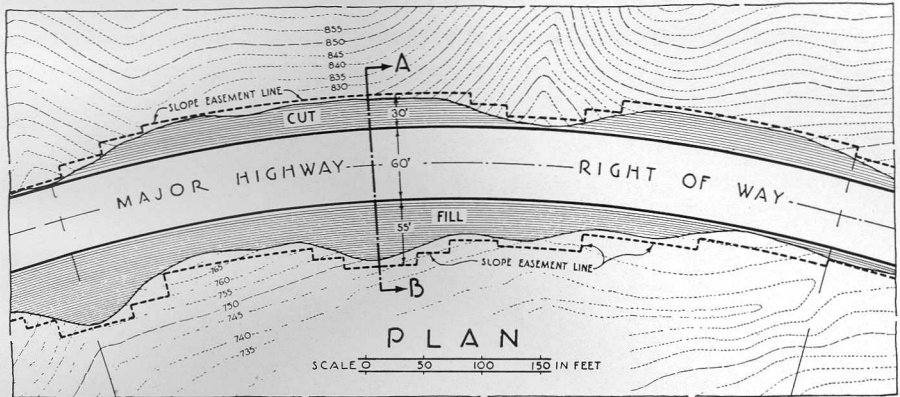 855
850
845
840
835
830
A
SLOPE EASEMENT LINE
CUT
30'
MAJOR HIGHWAY
60'
RIGHT OF WAY
FILL
55'
SLOPE EASEMENT LINE
765
760
755
750
745
740
735
B
PLAN
SCALE 0 50 100 150 IN FEET